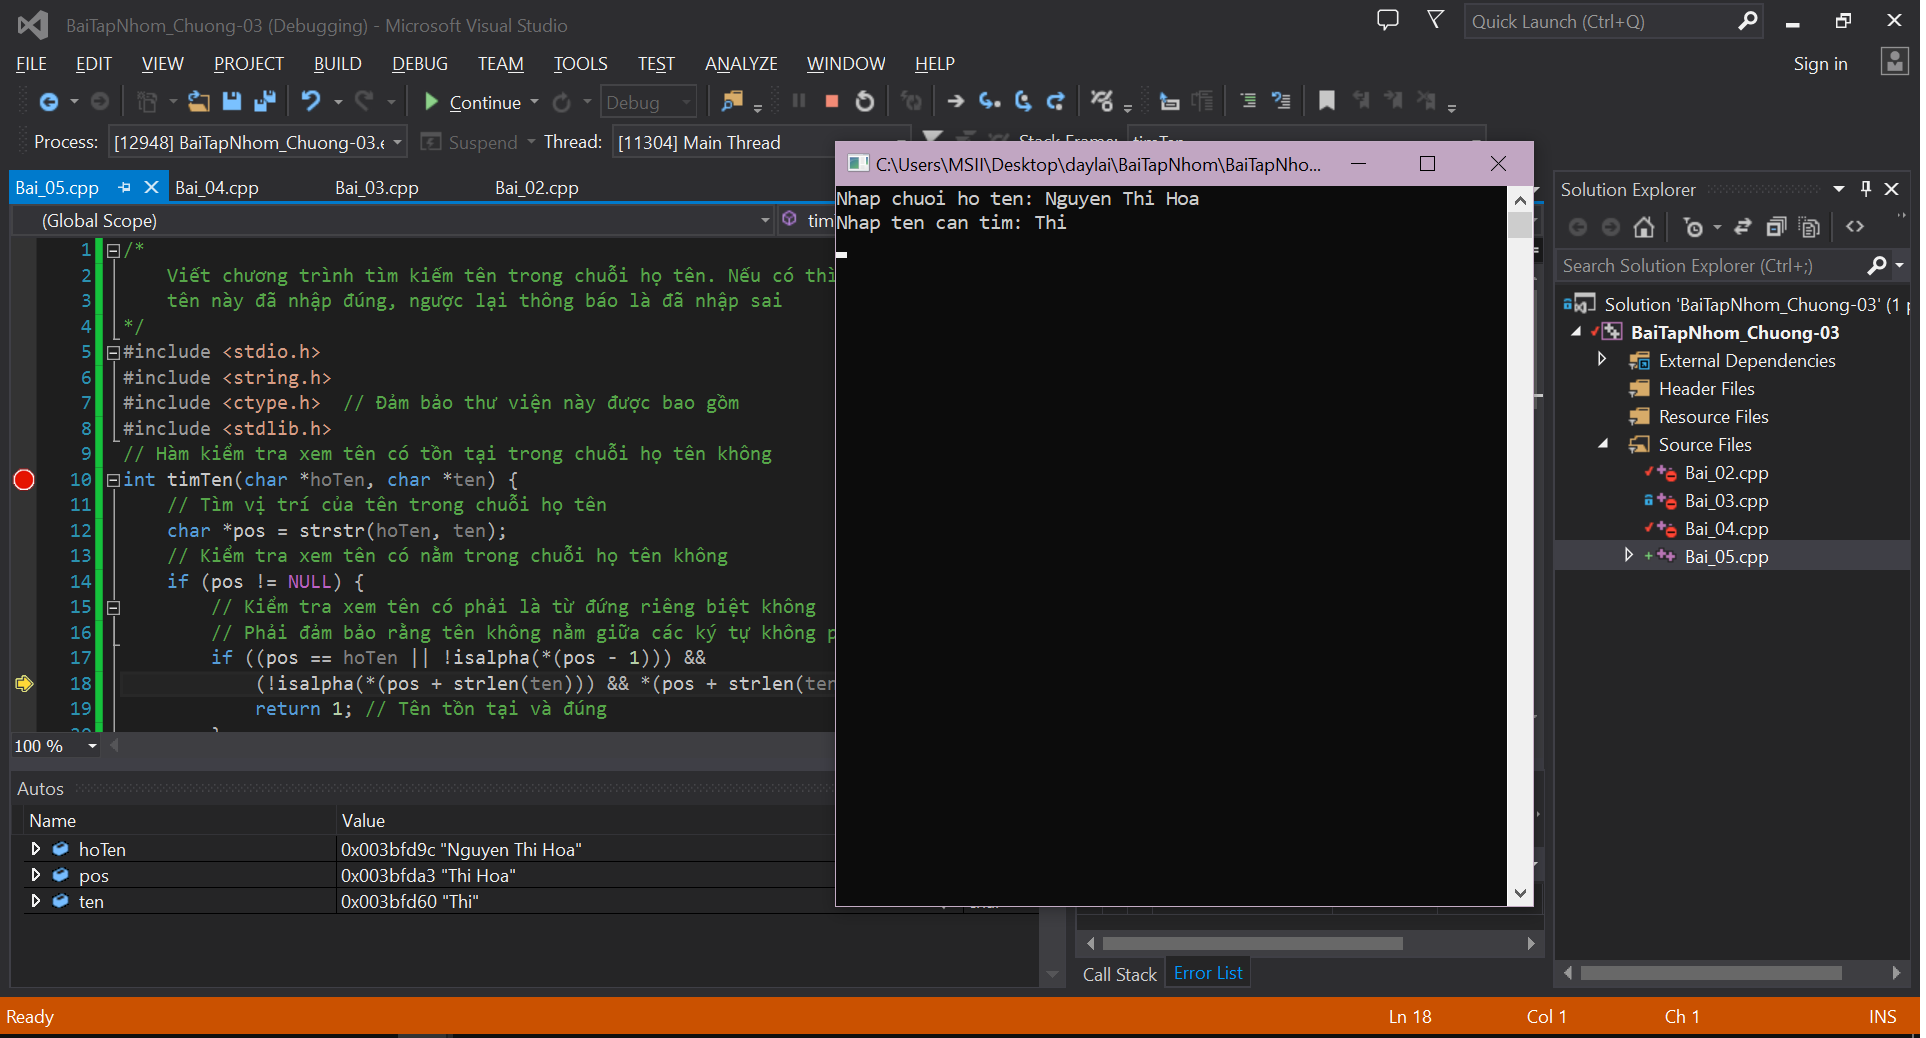 BaiTapNhom_Chuong-03 (Debugging) - Microsoft Visual Studio
Quick Launch (Ctrl+Q)
FILE EDIT VIEW PROJECT BUILD DEBUG TEAM TOOLS TEST ANALYZE WINDOW HELP
Sign in
Continue
Debug
Process: [12948] BaiTapNhom_Chuong-03.e Suspend Thread: [11304] Main Thread Stack Frame: timTen
C:\Users\MSII\Desktop\daylai\BaiTapNhom\BaiTapNho...
Nhap chuoi ho ten: Nguyen Thi Hoa
Nhap ten can tim: Thi
Bai_05.cpp Bai_04.cpp Bai_03.cpp Bai_02.cpp
(Global Scope) tim
1 /*
2 Viết chương trình tìm kiếm tên trong chuỗi họ tên. Nếu có thì
3 tên này đã nhập đúng, ngược lại thông báo là đã nhập sai
4 */
5 #include <stdio.h>
6 #include <string.h>
7 #include <ctype.h> // Đảm bảo thư viện này được bao gồm
8 #include <stdlib.h>
9 // Hàm kiểm tra xem tên có tồn tại trong chuỗi họ tên không
10 int timTen(char *hoTen, char *ten) {
11 // Tìm vị trí của tên trong chuỗi họ tên
12 char *pos = strstr(hoTen, ten);
13 // Kiểm tra xem tên có nằm trong chuỗi họ tên không
14 if (pos != NULL) {
15 // Kiểm tra xem tên có phải là từ đứng riêng biệt không
16 // Phải đảm bảo rằng tên không nằm giữa các ký tự không p
17 if ((pos == hoTen || !isalpha(*(pos - 1))) &&
18 (!isalpha(*(pos + strlen(ten))) && *(pos + strlen(ten
19 return 1; // Tên tồn tại và đúng
100 %
Autos
Name Value
hoTen 0x003bfd9c "Nguyen Thi Hoa"
pos 0x003bfda3 "Thi Hoa"
ten 0x003bfd60 "Thi"
Call Stack Error List
Solution Explorer
Search Solution Explorer (Ctrl+;)
Solution 'BaiTapNhom_Chuong-03' (1 p
BaiTapNhom_Chuong-03
External Dependencies
Header Files
Resource Files
Source Files
Bai_02.cpp
Bai_03.cpp
Bai_04.cpp
Bai_05.cpp
Ready Ln 18 Col 1 Ch 1 INS